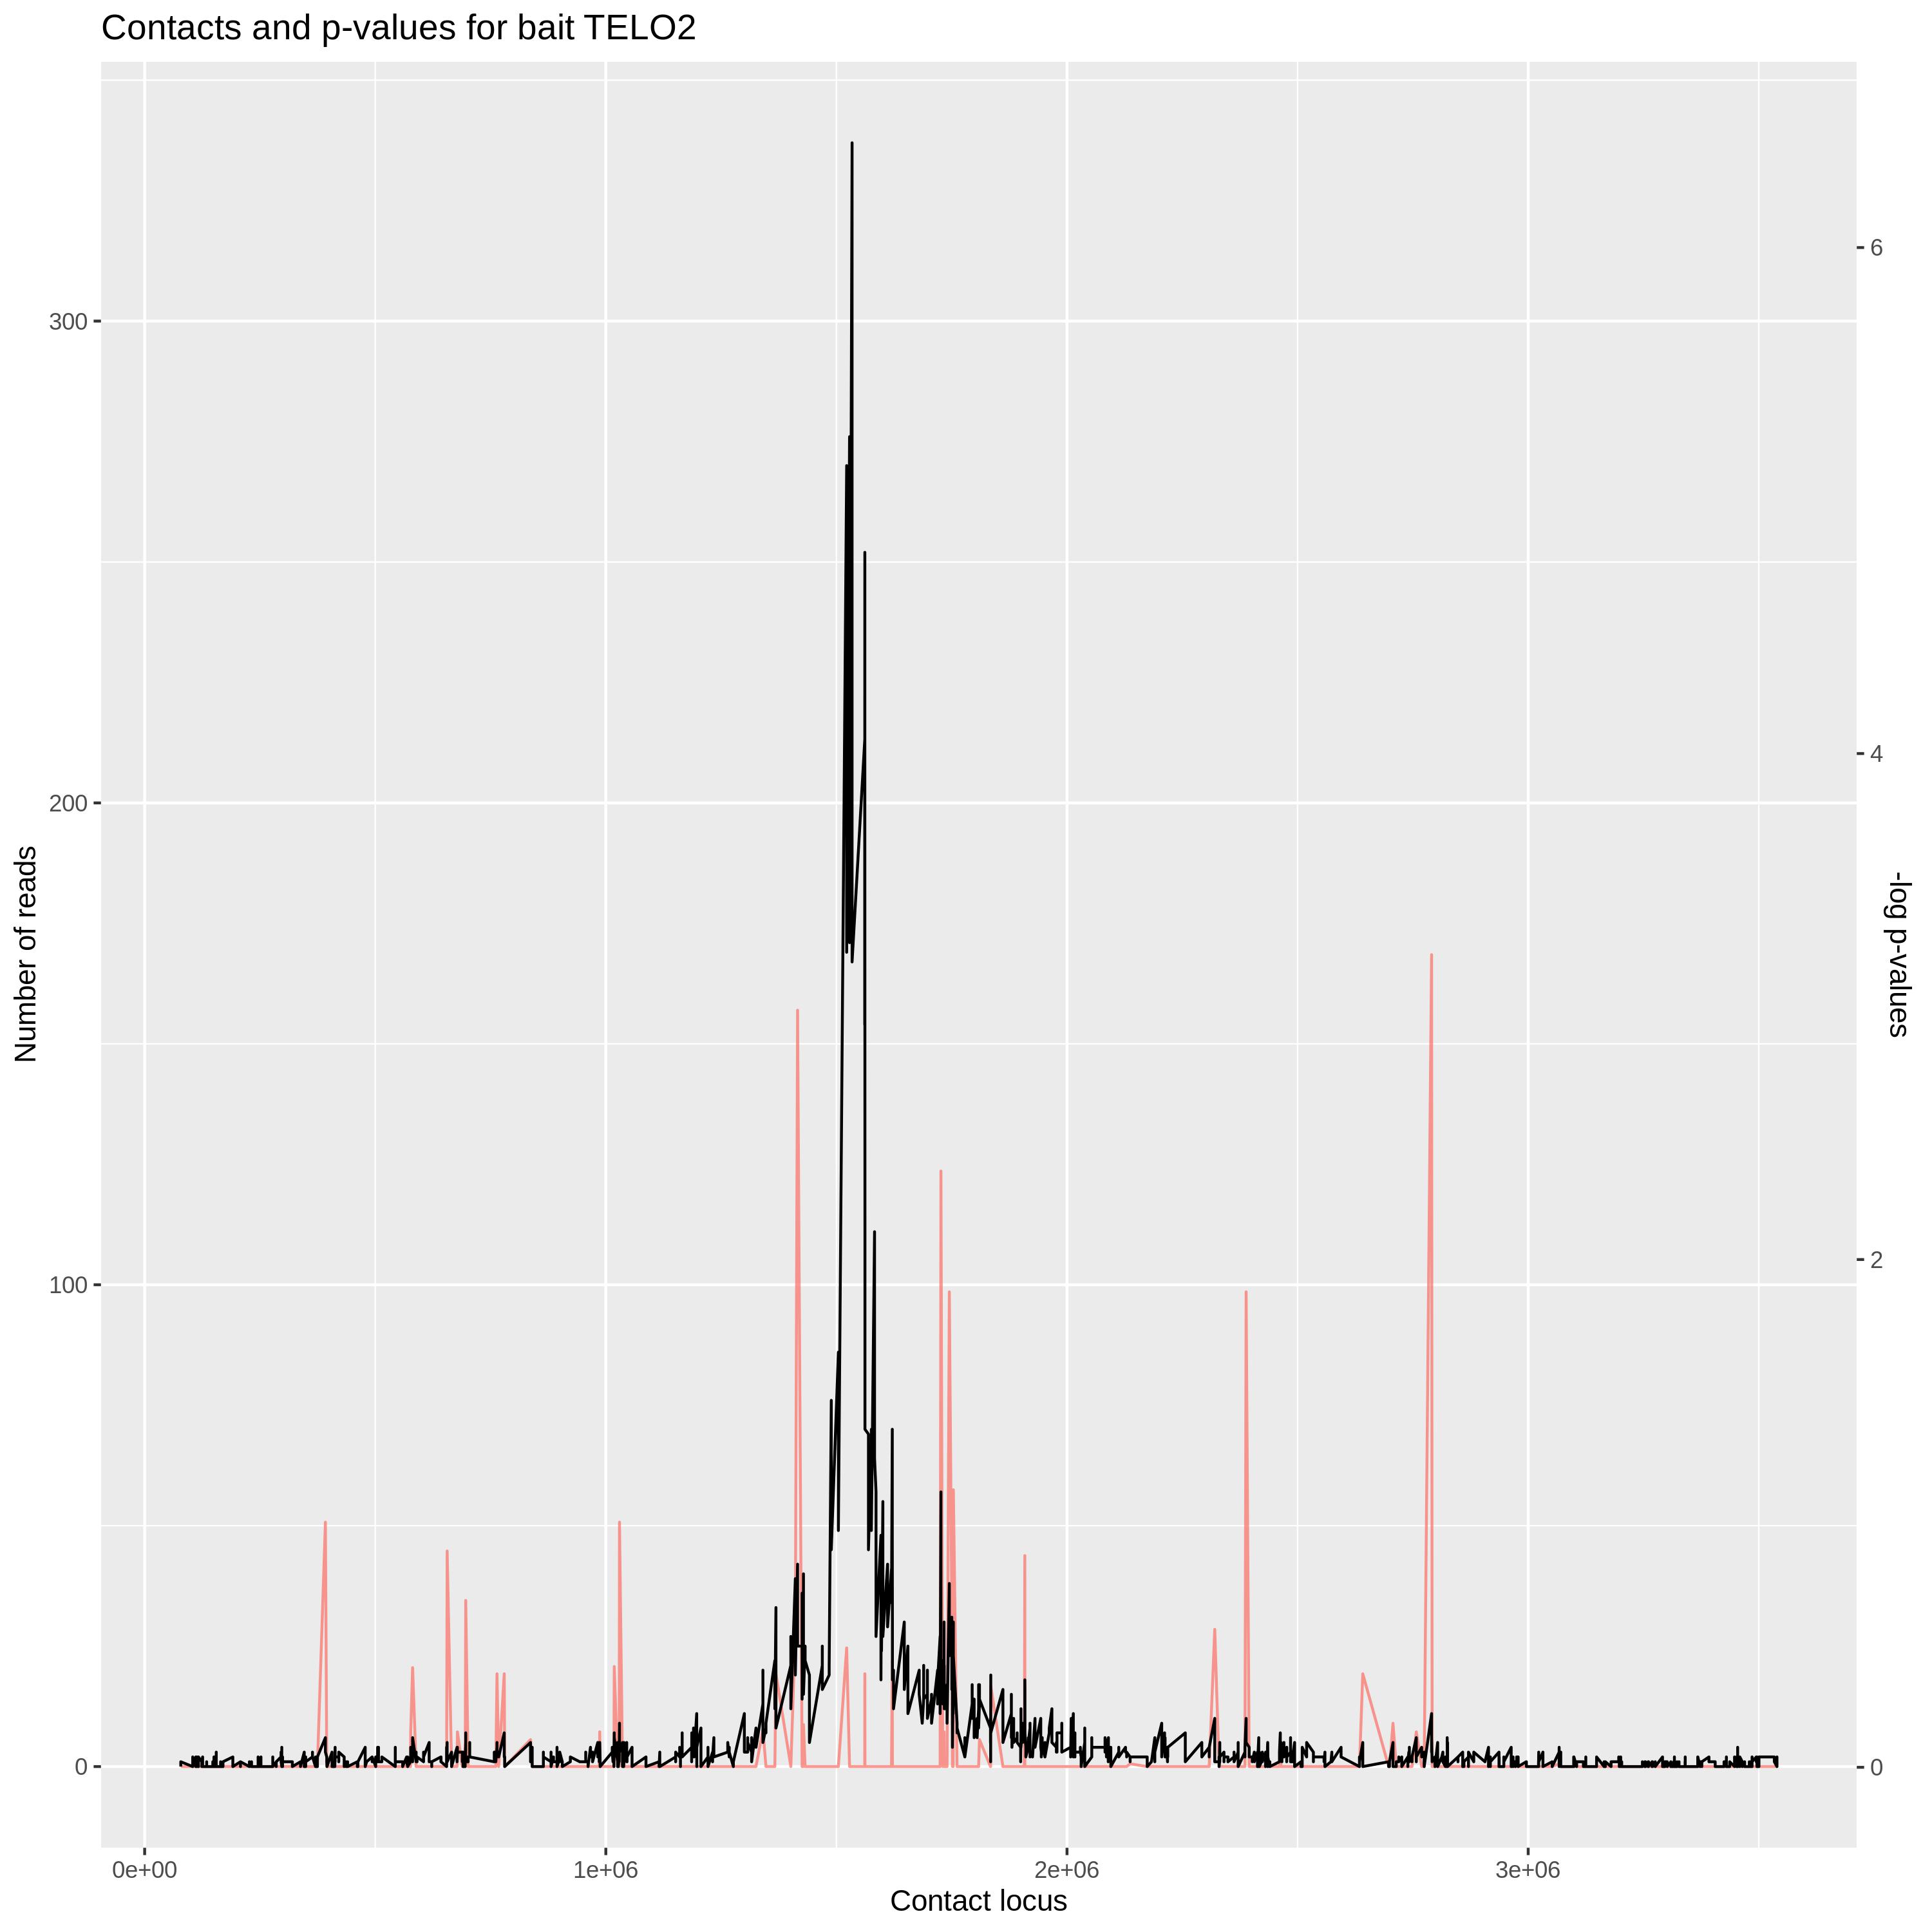 Contacts and p-values for bait TELO2
300
200
100
0
Number of reads
6
4
2
0
-log p-values
0e+00
1e+06
2e+06
3e+06
Contact locus